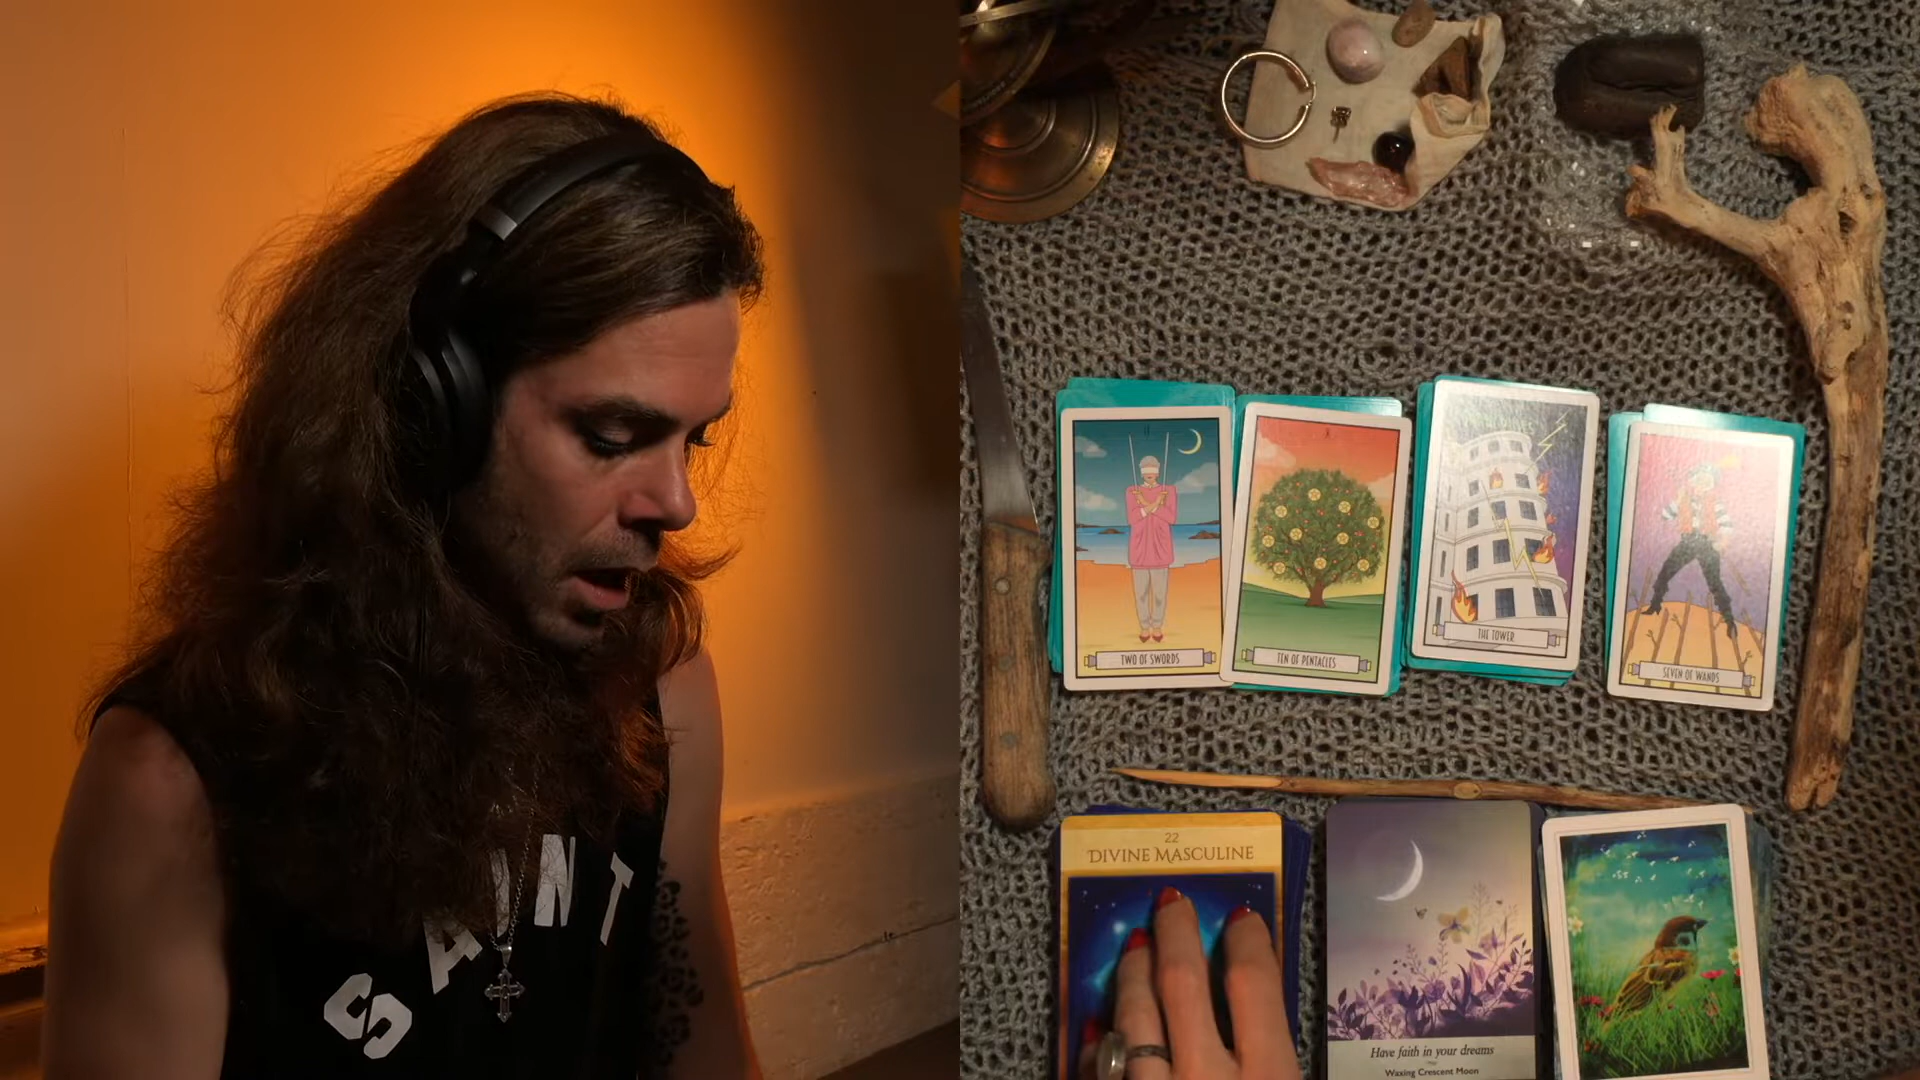 SAINT
II
TWO OF SWORDS
X
TEN OF PENTACLES
THE TOWER
SEVEN OF WANDS
22
DIVINE MASCULINE
Have faith in your dreams
Waxing Crescent Moon